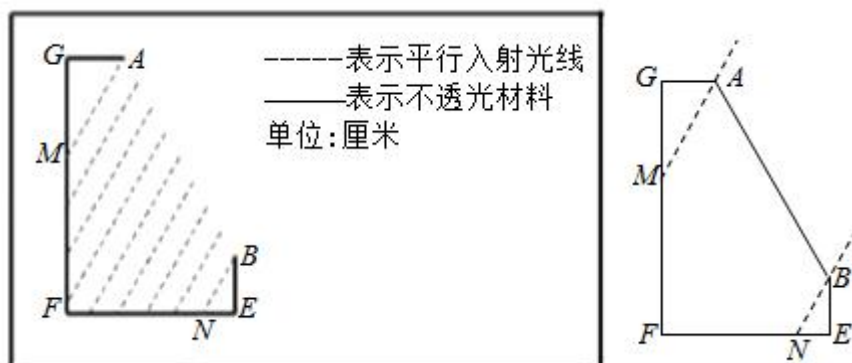 G A
-----表示平行入射光线
——表示不透光材料
单位:厘米
M
B
F N E
G A
M
B
F N E